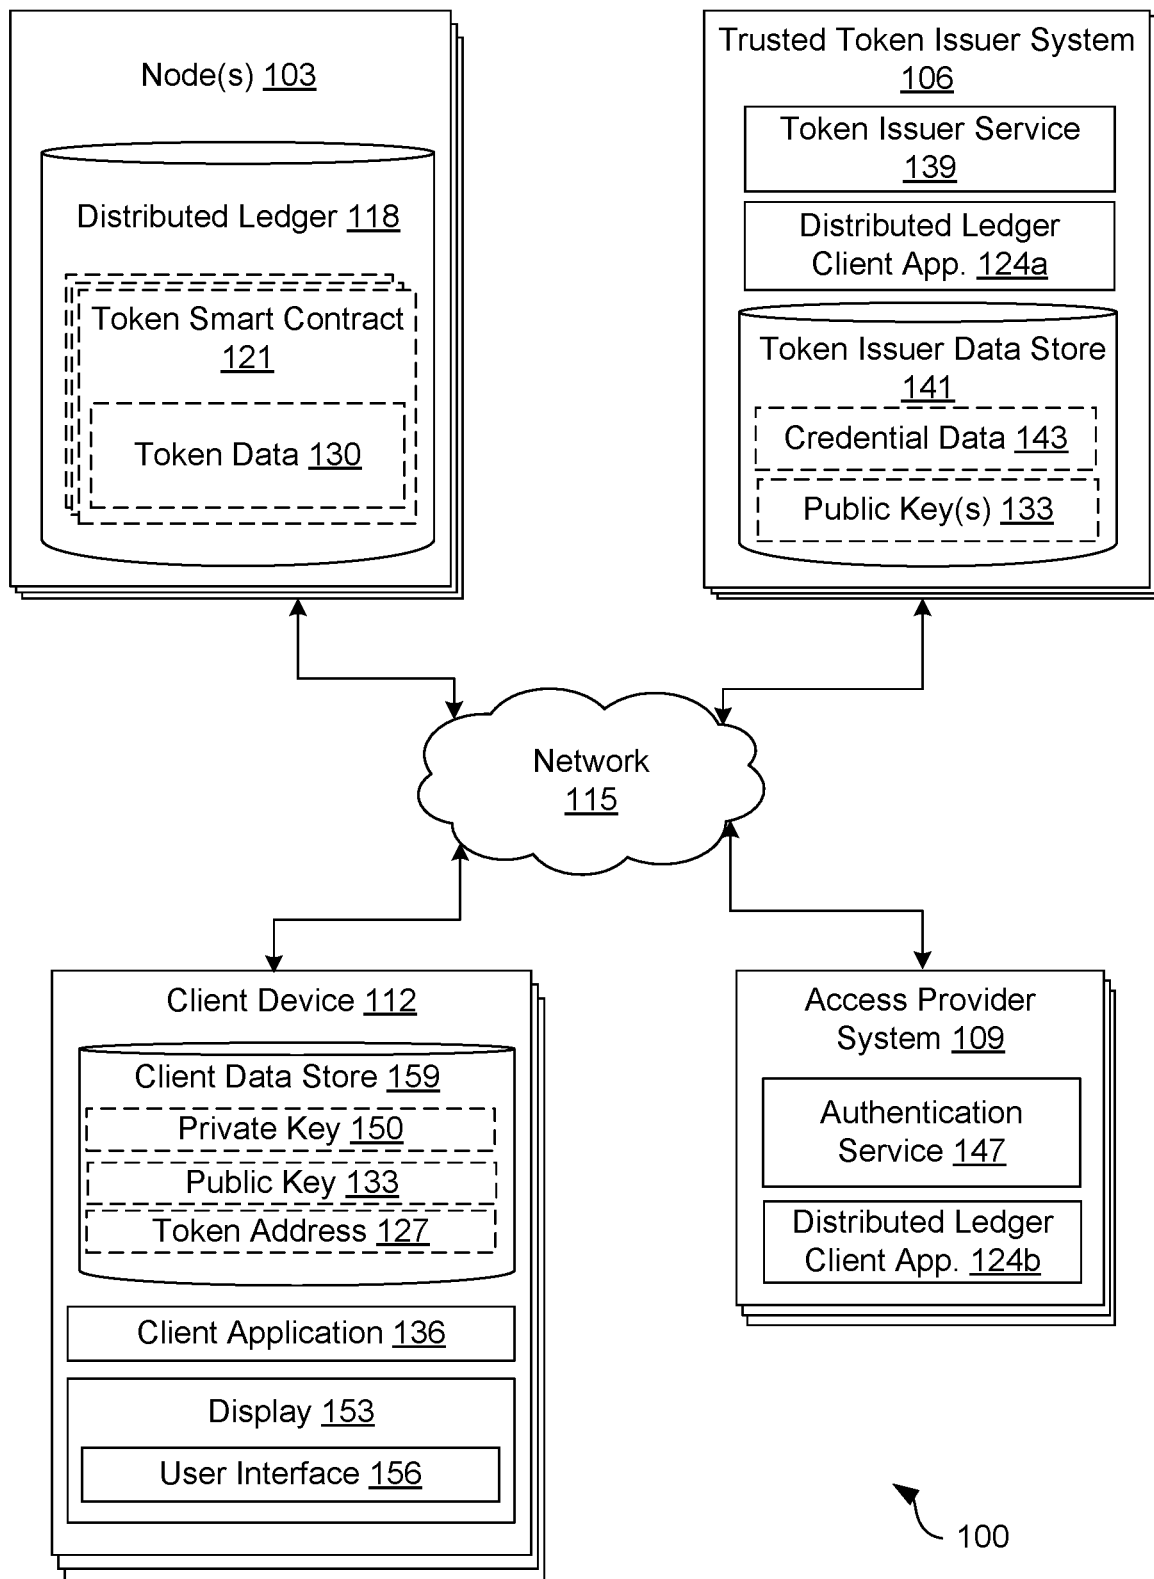 Node(s) 103
Distributed Ledger 118
Token Smart Contract
121
Token Data 130
Trusted Token Issuer System
106
Token Issuer Service
139
Distributed Ledger
Client App. 124a
Token Issuer Data Store
141
Credential Data 143
Public Key(s) 133
Network
115
Client Device 112
Client Data Store 159
Private Key 150
Public Key 133
Token Address 127
Client Application 136
Display 153
User Interface 156
Access Provider
System 109
Authentication
Service 147
Distributed Ledger
Client App. 124b
100